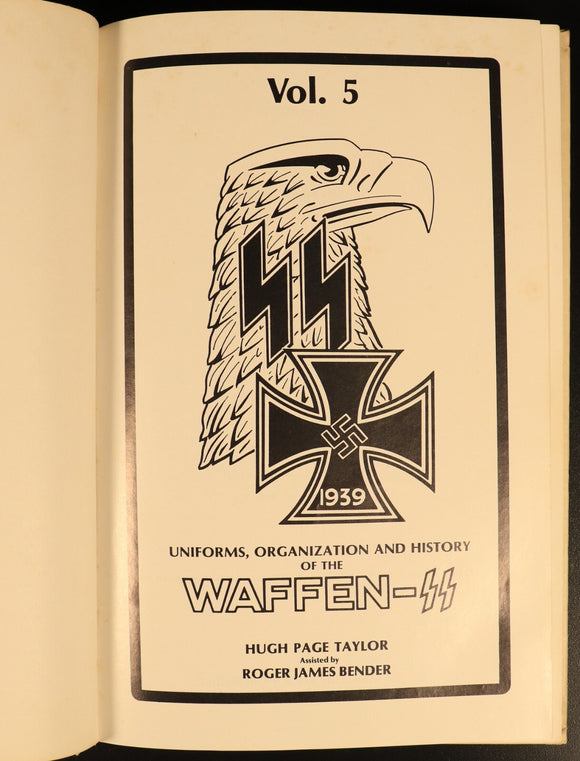 Vol. 5
SS
1939
UNIFORMS, ORGANIZATION AND HISTORY
OF THE
WAFFEN-SS
HUGH PAGE TAYLOR
Assisted by
ROGER JAMES BENDER